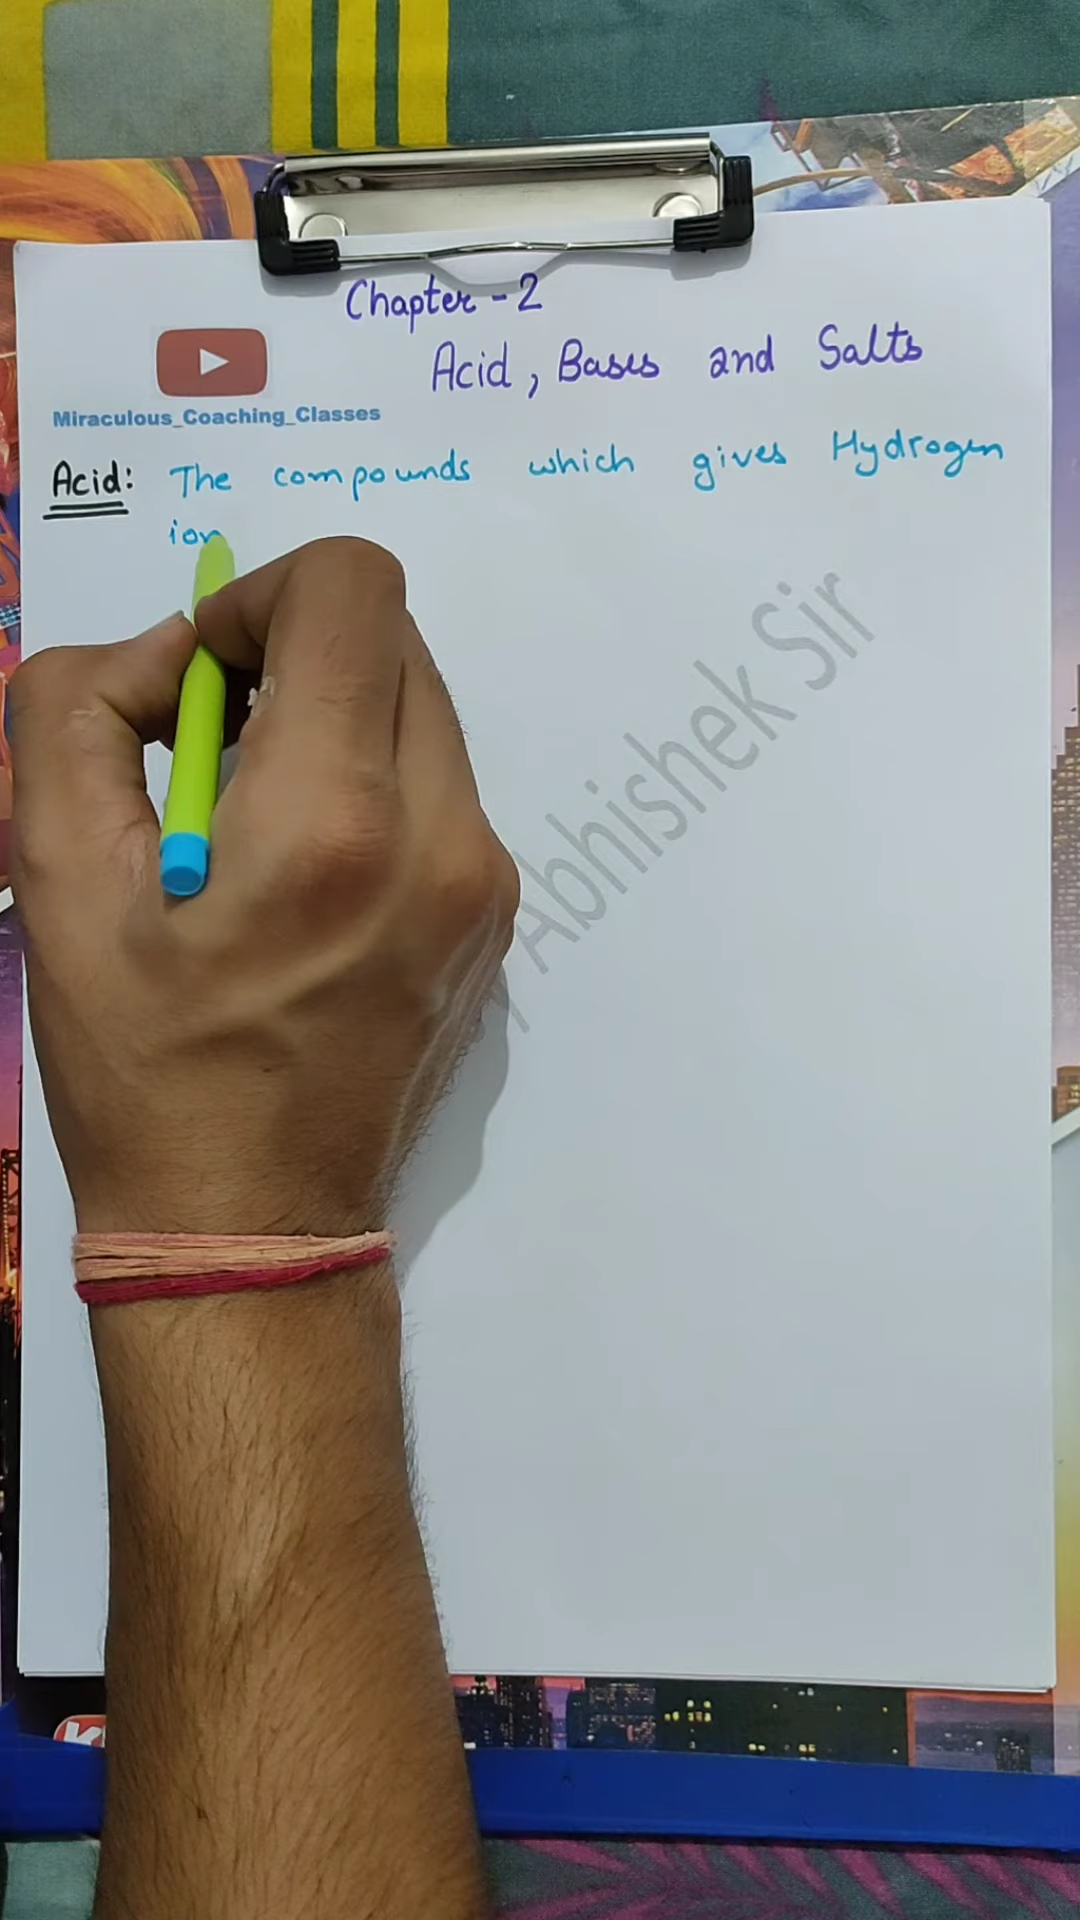 Chapter - 2
Acid, Bases and Salts
Miraculous_Coaching_Classes
Acid: The compounds which gives Hydrogen
ion
Abhishek Sir